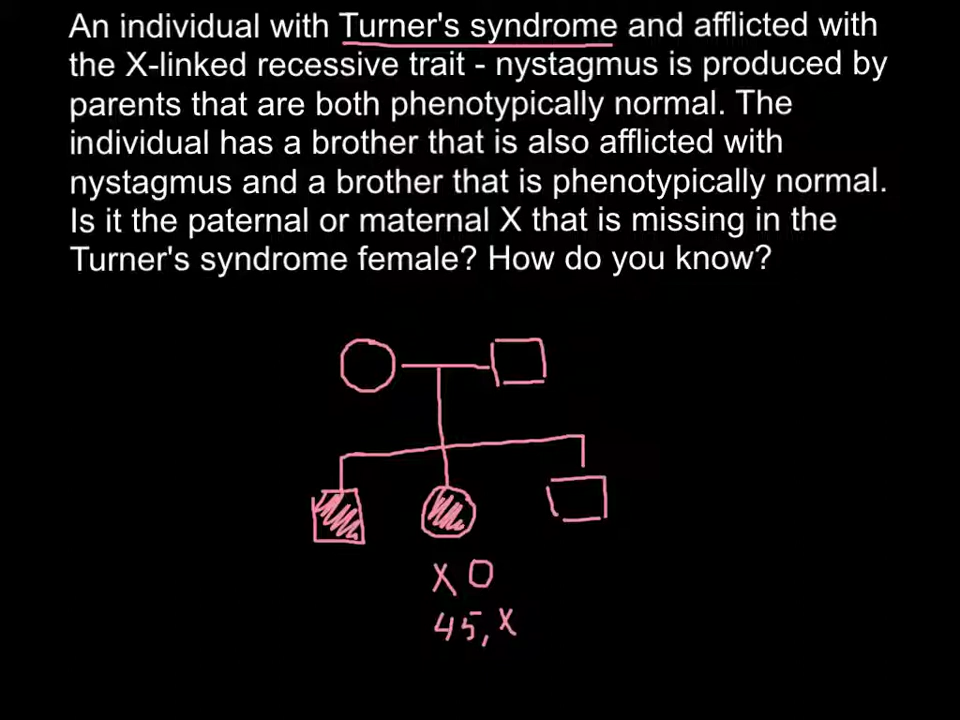 An individual with Turner's syndrome and afflicted with
the X-linked recessive trait - nystagmus is produced by
parents that are both phenotypically normal. The
individual has a brother that is also afflicted with
nystagmus and a brother that is phenotypically normal.
Is it the paternal or maternal X that is missing in the
Turner's syndrome female? How do you know?
X O
45, X